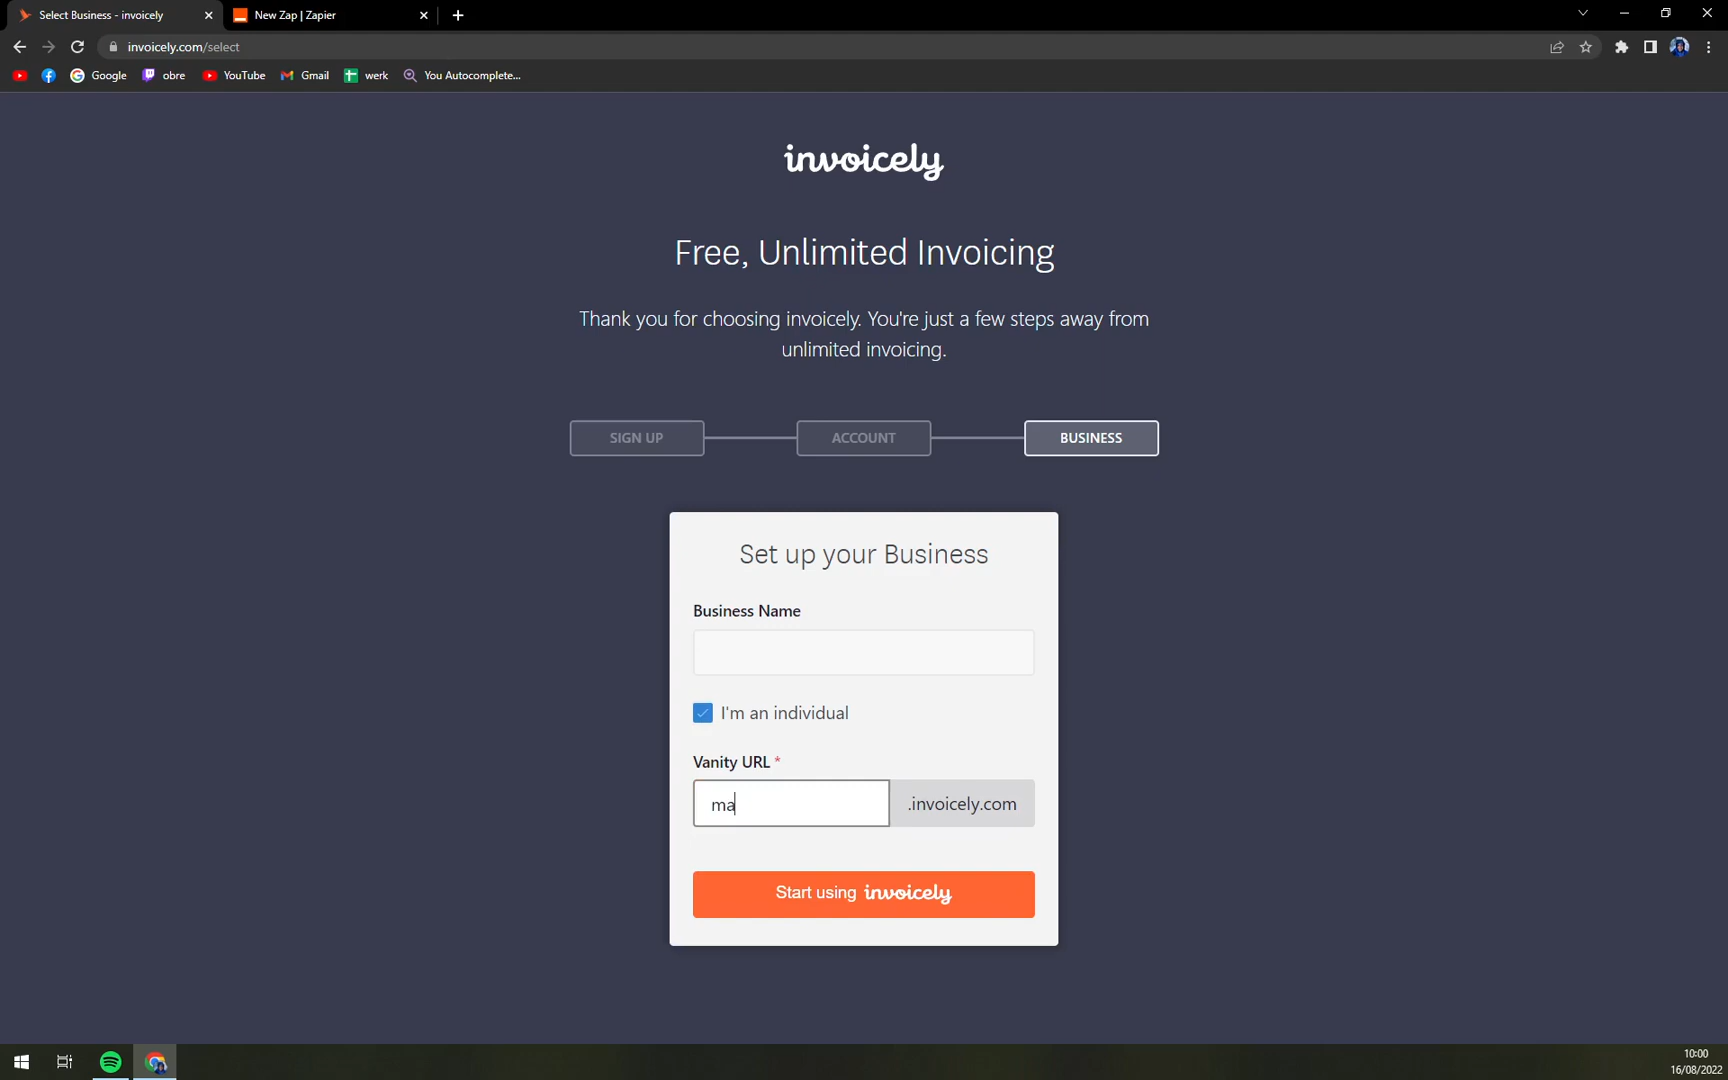 Select Business - invoicely
New Zap | Zapier
invoicely.com/select
Google
obre
YouTube
Gmail
werk
You Autocomplete...
invoicely
Free, Unlimited Invoicing
Thank you for choosing invoicely. You're just a few steps away from
unlimited invoicing.
SIGN UP
ACCOUNT
BUSINESS
Set up your Business
Business Name
I'm an individual
Vanity URL *
ma
.invoicely.com
Start using invoicely
10:00
16/08/2022